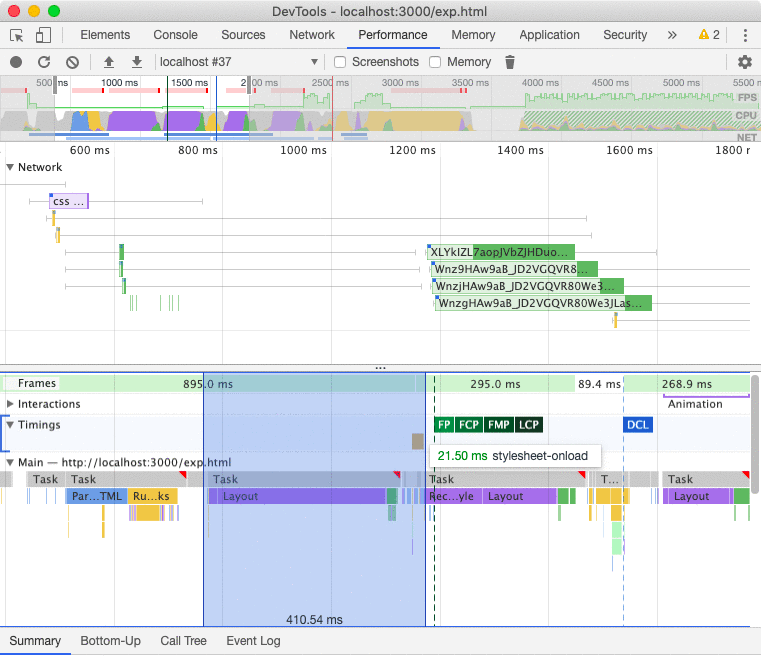 DevTools - localhost:3000/exp.html
Elements Console Sources Network Performance Memory Application Security » 2
localhost #37 Screenshots Memory
500 ms 1000 ms 1500 ms 2000 ms 2500 ms 3000 ms 3500 ms 4000 ms 4500 ms 5000 ms 5500
FPS
CPU
NET
600 ms 800 ms 1000 ms 1200 ms 1400 ms 1600 ms 1800 r
Network
css ...
XLYkIZL7aopJVbZJHDuo...
Wnz9HAw9aB_JD2VGQVR8...
WnzjHAw9aB_JD2VGQVR80We3...
WnzgHAw9aB_JD2VGQVR80We3JLas...
...
Frames 895.0 ms 295.0 ms 89.4 ms 268.9 ms
Interactions Animation
Timings FP FCP FMP LCP DCL
21.50 ms stylesheet-onload
Main — http://localhost:3000/exp.html
Task Task Task Task T... Task
Par...TML Ru...ks Layout Rec...yle Layout Layout
410.54 ms
Summary Bottom-Up Call Tree Event Log